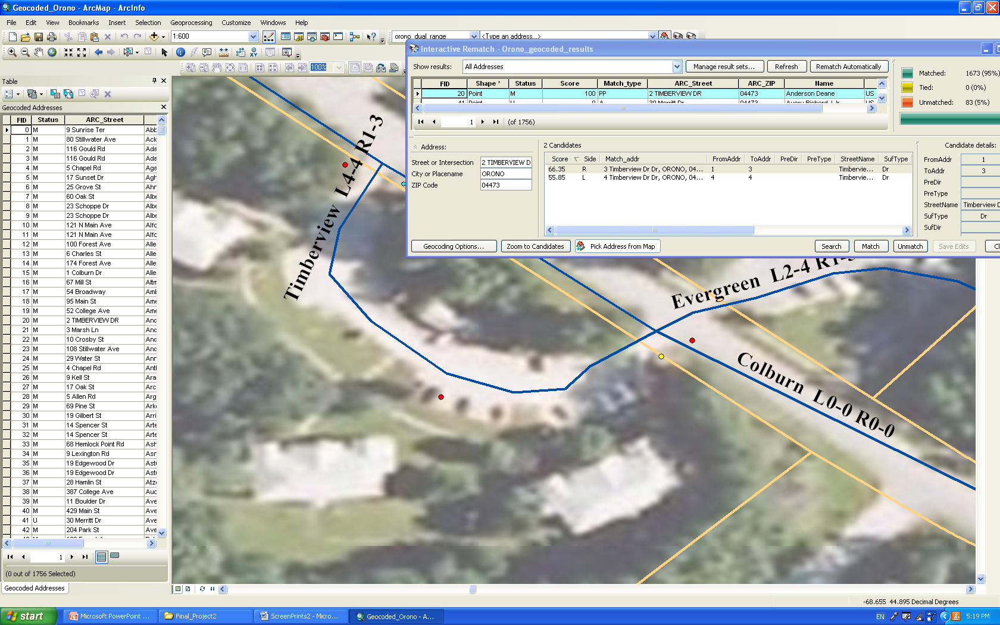 Geocoded_Orono - ArcMap - ArcInfo
File Edit View Bookmarks Insert Selection Geoprocessing Customize Windows Help
1:600
orono_dual_range
<Type an address...>
100%
Table
Geocoded Addresses
FID Status ARC_Street
0 M 9 Sunrise Ter Abb
1 M 80 Stillwater Ave Ack
2 M 116 Gould Rd Ada
3 M 116 Gould Rd Ada
4 M 5 Chapel Rd Aga
5 M 17 Sunset Dr Agh
6 M 25 Grove St Ahr
7 M 60 Oak St Albe
8 M 23 Schoppe Dr Albe
9 M 23 Schoppe Dr Albe
10 M 121 N Main Ave Alfc
11 M 121 N Main Ave Alfc
12 M 100 Forest Ave Alle
13 M 6 Charles St Alle
14 M 174 Forest Ave Alle
15 M 1 Colburn Dr Alle
16 M 67 Mill St Altm
17 M 54 Broadway Amb
18 M 95 Main St Ame
19 M 52 College Ave Ame
20 M 2 TIMBERVIEW DR Anc
21 M 3 Marsh Ln Anc
22 M 10 Crosby St Anc
23 M 108 Stillwater Ave Anc
24 M 29 Water St Anr
25 M 4 Chapel Rd Antl
26 M 9 Kell St Ara
27 M 17 Oak St Arc
28 M 5 Allen Rd Arg
29 M 69 Pine St Ark
30 M 19 Gilbert St Arri
31 M 14 Spencer St Arte
32 M 14 Spencer St Arte
33 M 68 Hemlock Point Rd Ash
34 M 9 Lexington Rd Asr
35 M 19 Edgewood Dr Ast
36 M 19 Edgewood Dr Ast
37 M 28 Hamlin St Atz
38 M 387 College Ave Auc
39 M 11 Boulder Dr Ave
40 M 429 Main St Ave
41 U 30 Merritt Dr Ave
42 M 204 Park St Ave
1
(0 out of 1756 Selected)
Geocoded Addresses
Interactive Rematch - Orono_geocoded_results
Show results: All Addresses Manage result sets... Refresh Rematch Automatically
FID Shape * Status Score Match_type ARC_Street ARC_ZIP Name
20 Point M 100 PP 2 TIMBERVIEW DR 04473 Anderson Deane US
1 (of 1756)
Matched: 1673 (95%)
Tied: 0 (0%)
Unmatched: 83 (5%)
Address:
Street or Intersection 2 TIMBERVIEW D
City or Placename ORONO
ZIP Code 04473
2 Candidates
Score Side Match_addr FromAddr ToAddr PreDir PreType StreetName SufType
66.35 R 3 Timberview Dr Dr, ORONO, 04... 1 3 Timbervie... Dr
55.85 L 4 Timberview Dr Dr, ORONO, 04... 4 4 Timbervie... Dr
Candidate details:
FromAddr 1
ToAddr 3
PreDir
PreType
StreetName Timberview D
SufType Dr
SufDir
Geocoding Options... Zoom to Candidates Pick Address from Map Search Match Unmatch Save Edits Cl
Timberview L4-4 R1-3
Evergreen L2-4 R1-3
Colburn L0-0 R0-0
-68.655 44.895 Decimal Degrees
start Microsoft PowerPoint ... Final_Project2 ScreenPrints2 - Micro... Geocoded_Orono - A... EN 5:19 PM